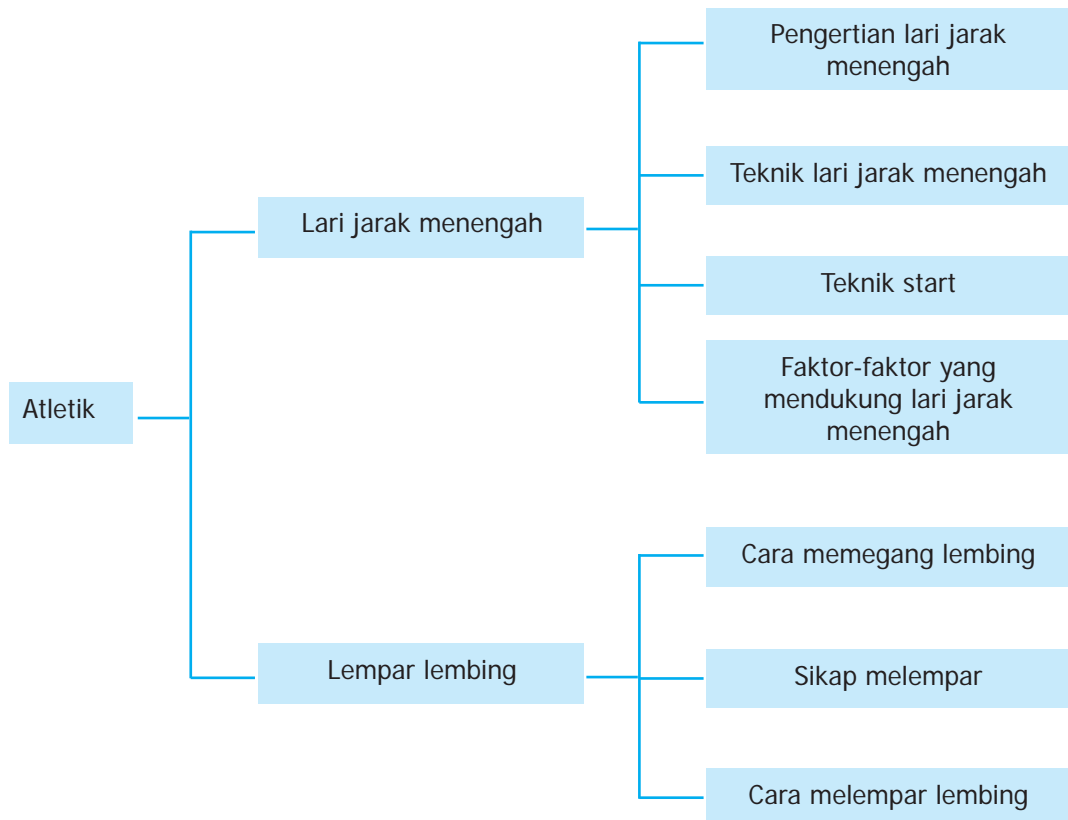 Atletik
Lari jarak menengah
Pengertian lari jarak
menengah
Teknik lari jarak menengah
Teknik start
Faktor-faktor yang
mendukung lari jarak
menengah
Lempar lembing
Cara memegang lembing
Sikap melempar
Cara melempar lembing